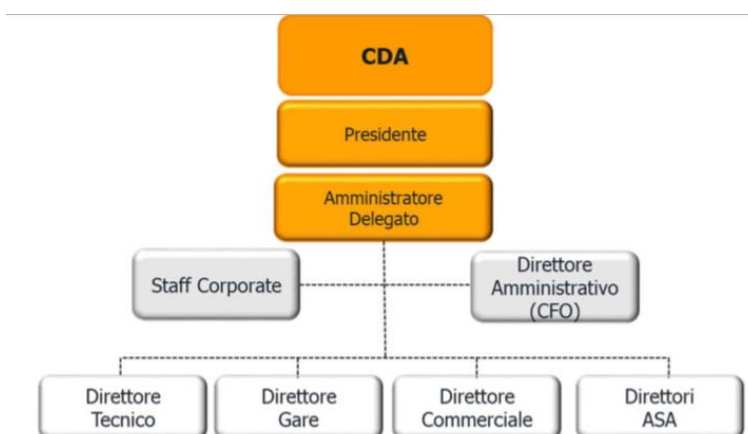 CDA
Presidente
Amministratore
Delegato
Staff Corporate
Direttore
Amministrativo
(CFO)
Direttore
Tecnico
Direttore
Gare
Direttore
Commerciale
Direttori
ASA